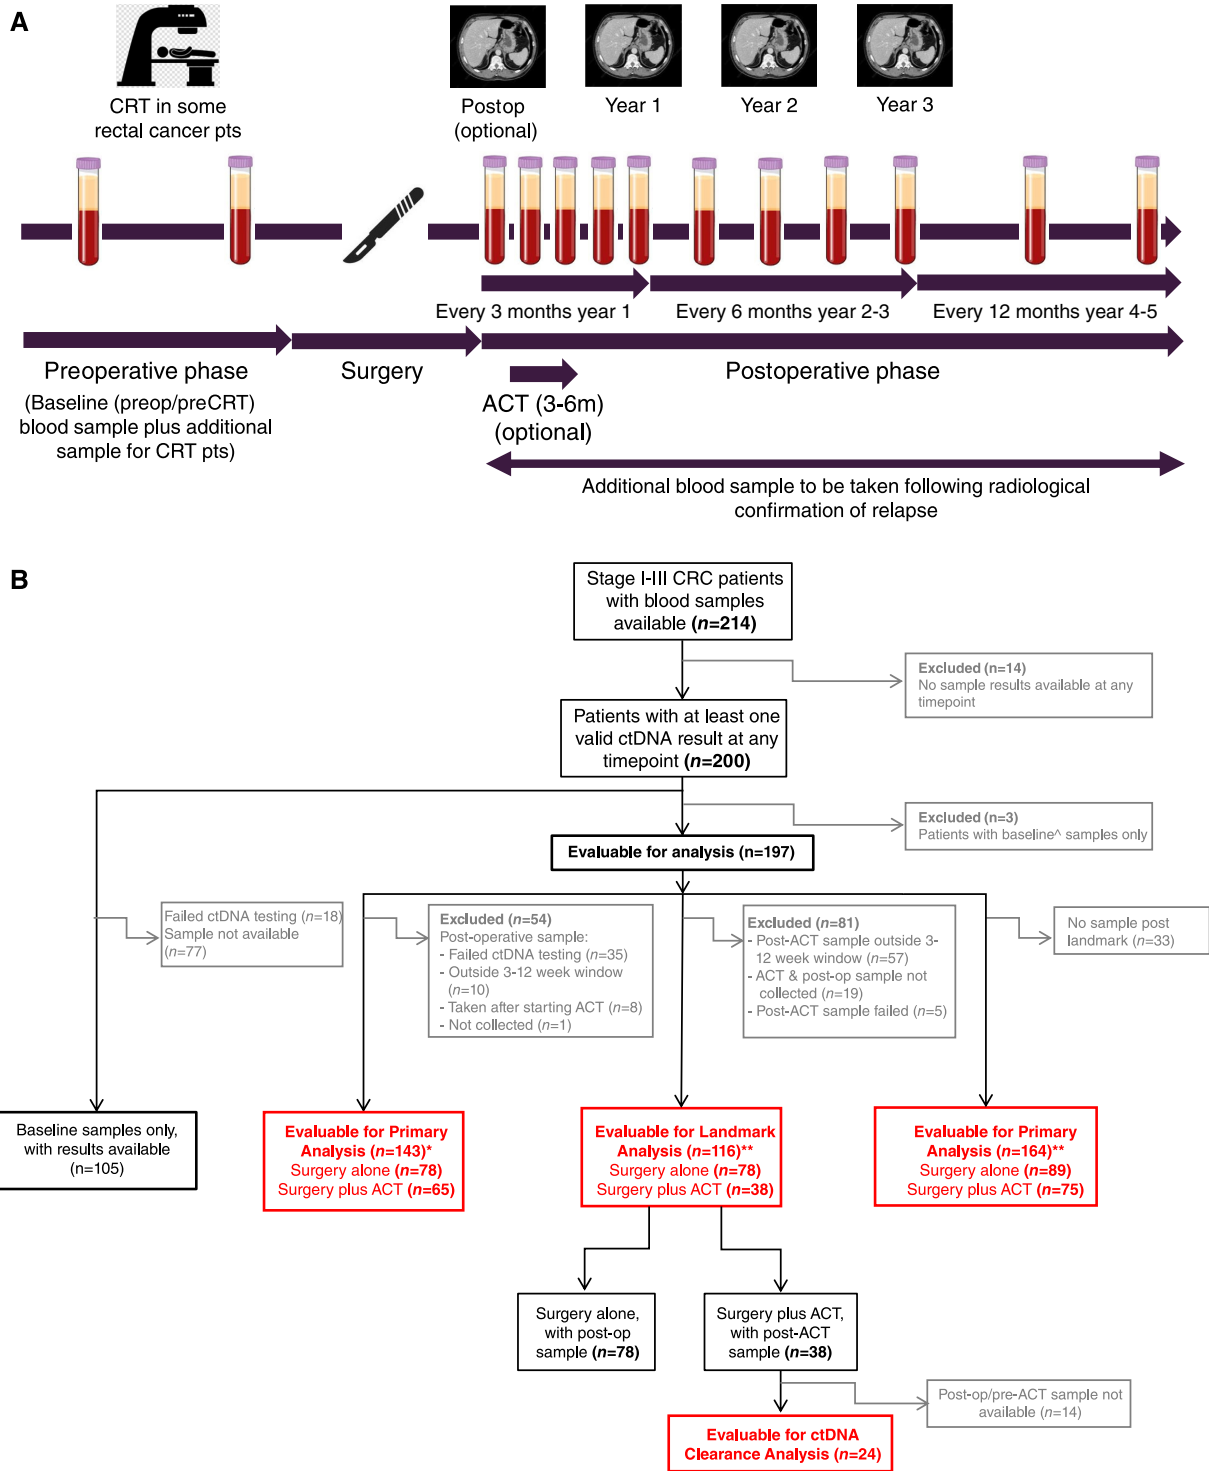 A
CRT in some
rectal cancer pts
Postop
(optional)
Year 1
Year 2
Year 3
Every 3 months year 1
Every 6 months year 2-3
Every 12 months year 4-5
Preoperative phase
Surgery
Postoperative phase
(Baseline (preop/preCRT)
blood sample plus additional
sample for CRT pts)
ACT (3-6m)
(optional)
Additional blood sample to be taken following radiological
confirmation of relapse
B
Stage I-III CRC patients
with blood samples
available (n=214)
Excluded (n=14)
No sample results available at any
timepoint
Patients with at least one
valid ctDNA result at any
timepoint (n=200)
Excluded (n=3)
Patients with baseline^ samples only
Evaluable for analysis (n=197)
Failed ctDNA testing (n=18)
Sample not available
(n=77)
Excluded (n=54)
Post-operative sample:
- Failed ctDNA testing (n=35)
- Outside 3-12 week window
(n=10)
- Taken after starting ACT (n=8)
- Not collected (n=1)
Excluded (n=81)
- Post-ACT sample outside 3-
12 week window (n=57)
- ACT & post-op sample not
collected (n=19)
- Post-ACT sample failed (n=5)
No sample post
landmark (n=33)
Baseline samples only,
with results available
(n=105)
Evaluable for Primary
Analysis (n=143)*
Surgery alone (n=78)
Surgery plus ACT (n=65)
Evaluable for Landmark
Analysis (n=116)**
Surgery alone (n=78)
Surgery plus ACT (n=38)
Evaluable for Primary
Analysis (n=164)**
Surgery alone (n=89)
Surgery plus ACT (n=75)
Surgery alone,
with post-op
sample (n=78)
Surgery plus ACT,
with post-ACT
sample (n=38)
Post-op/pre-ACT sample not
available (n=14)
Evaluable for ctDNA
Clearance Analysis (n=24)